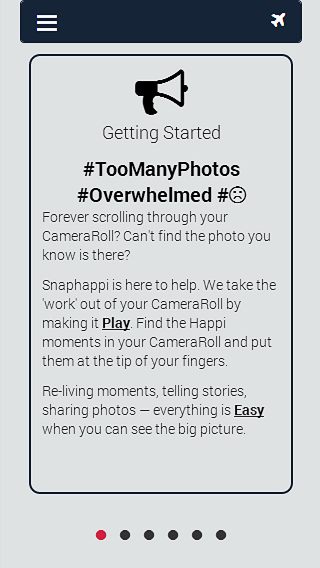 Getting Started
#TooManyPhotos
#Overwhelmed #☹
Forever scrolling through your
CameraRoll? Can't find the photo you
know is there?
Snaphappi is here to help. We take the
'work' out of your CameraRoll by
making it Play. Find the Happi
moments in your CameraRoll and put
them at the tip of your fingers.
Re-living moments, telling stories,
sharing photos — everything is Easy
when you can see the big picture.